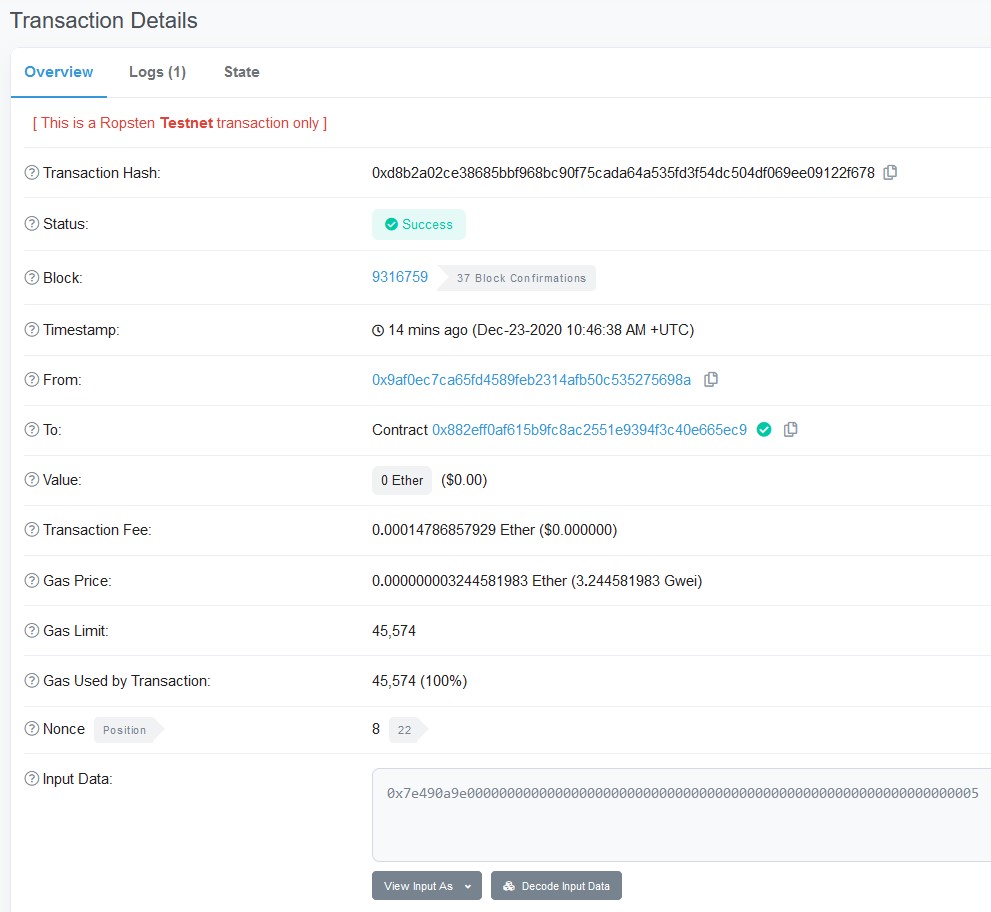 Transaction Details
Overview Logs (1) State
[ This is a Ropsten Testnet transaction only ]
Transaction Hash: 0xd8b2a02ce38685bbf968bc90f75cada64a535fd3f54dc504df069ee09122f678
Status: Success
Block: 9316759 37 Block Confirmations
Timestamp: 14 mins ago (Dec-23-2020 10:46:38 AM +UTC)
From: 0x9af0ec7ca65fd4589feb2314afb50c535275698a
To: Contract 0x882eff0af615b9fc8ac2551e9394f3c40e665ec9
Value: 0 Ether ($0.00)
Transaction Fee: 0.00014786857929 Ether ($0.000000)
Gas Price: 0.000000003244581983 Ether (3.244581983 Gwei)
Gas Limit: 45,574
Gas Used by Transaction: 45,574 (100%)
Nonce Position 8 22
Input Data: 0x7e490a9e0000000000000000000000000000000000000000000000000000000000000005
View Input As Decode Input Data